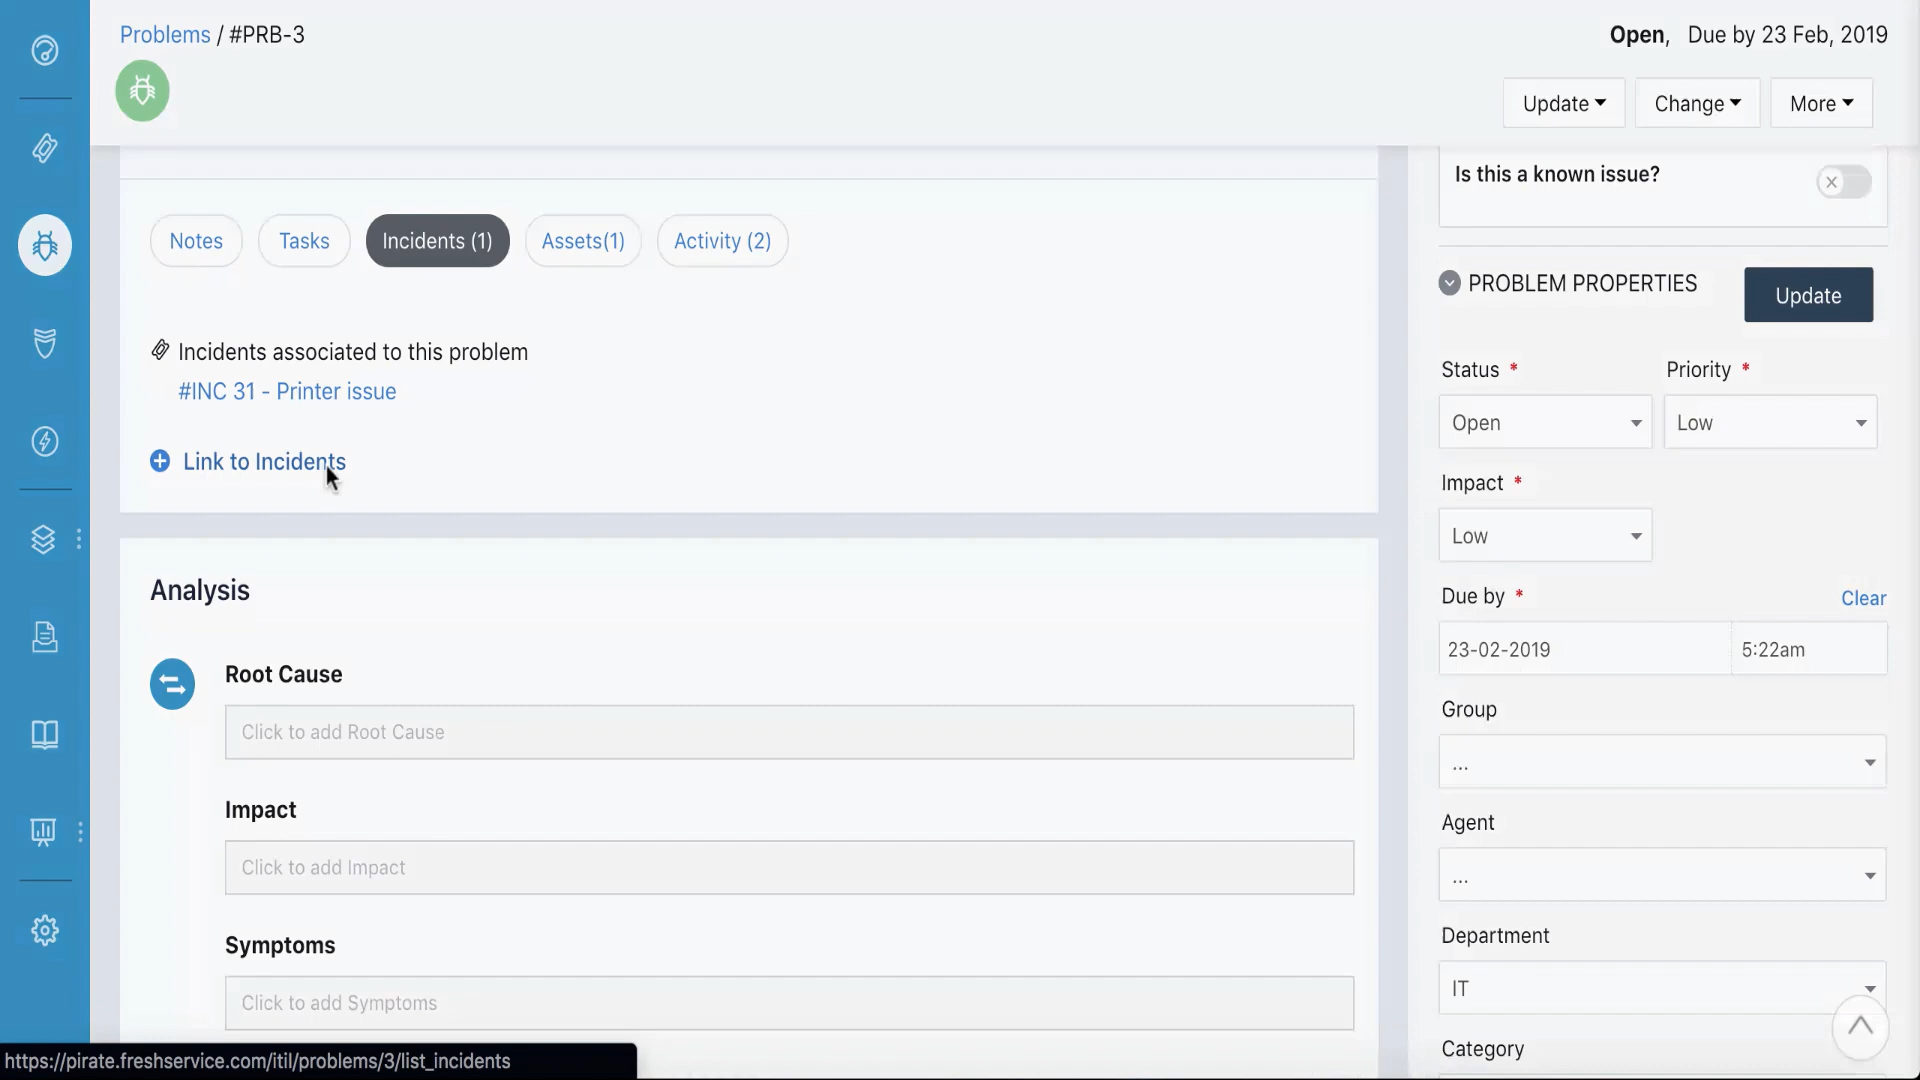 Problems / #PRB-3
Open, Due by 23 Feb, 2019
Update Change More
Is this a known issue?
Notes Tasks Incidents (1) Assets(1) Activity (2)
PROBLEM PROPERTIES Update
Incidents associated to this problem
#INC 31 - Printer issue
Link to Incidents
Status * Priority *
Open Low
Impact *
Low
Due by * Clear
23-02-2019 5:22am
Group
...
Agent
...
Department
IT
Category
Analysis
Root Cause
Click to add Root Cause
Impact
Click to add Impact
Symptoms
Click to add Symptoms
https://pirate.freshservice.com/itil/problems/3/list_incidents